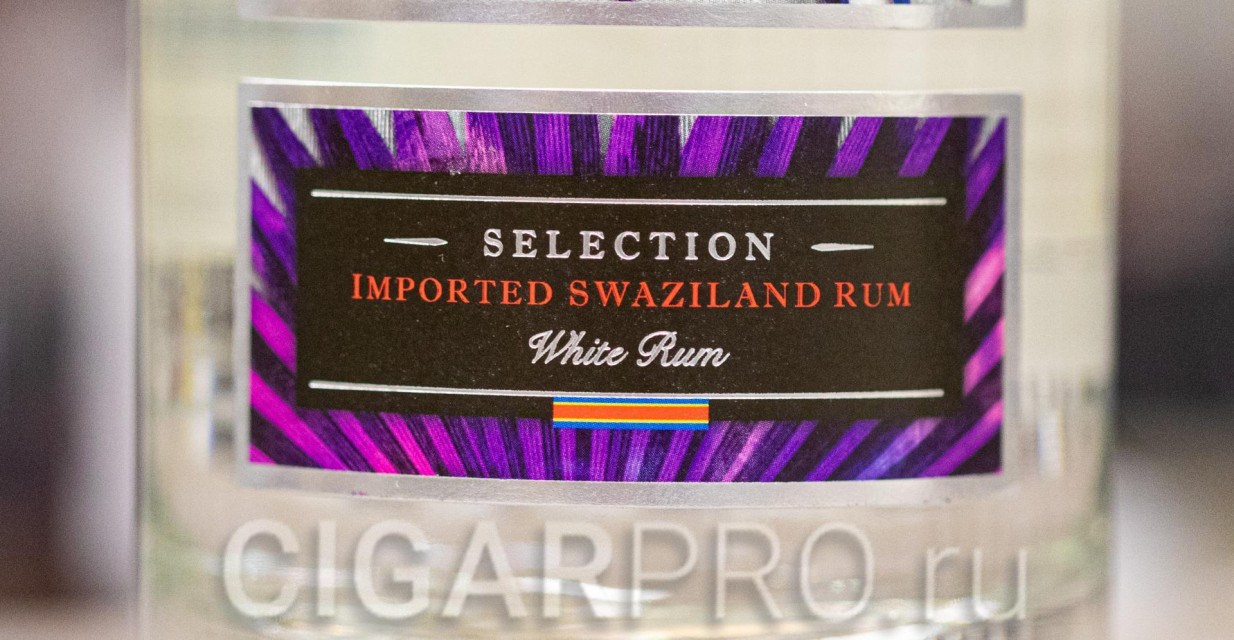 SELECTION
IMPORTED SWAZILAND RUM
White Rum
CIGARPRO.ru